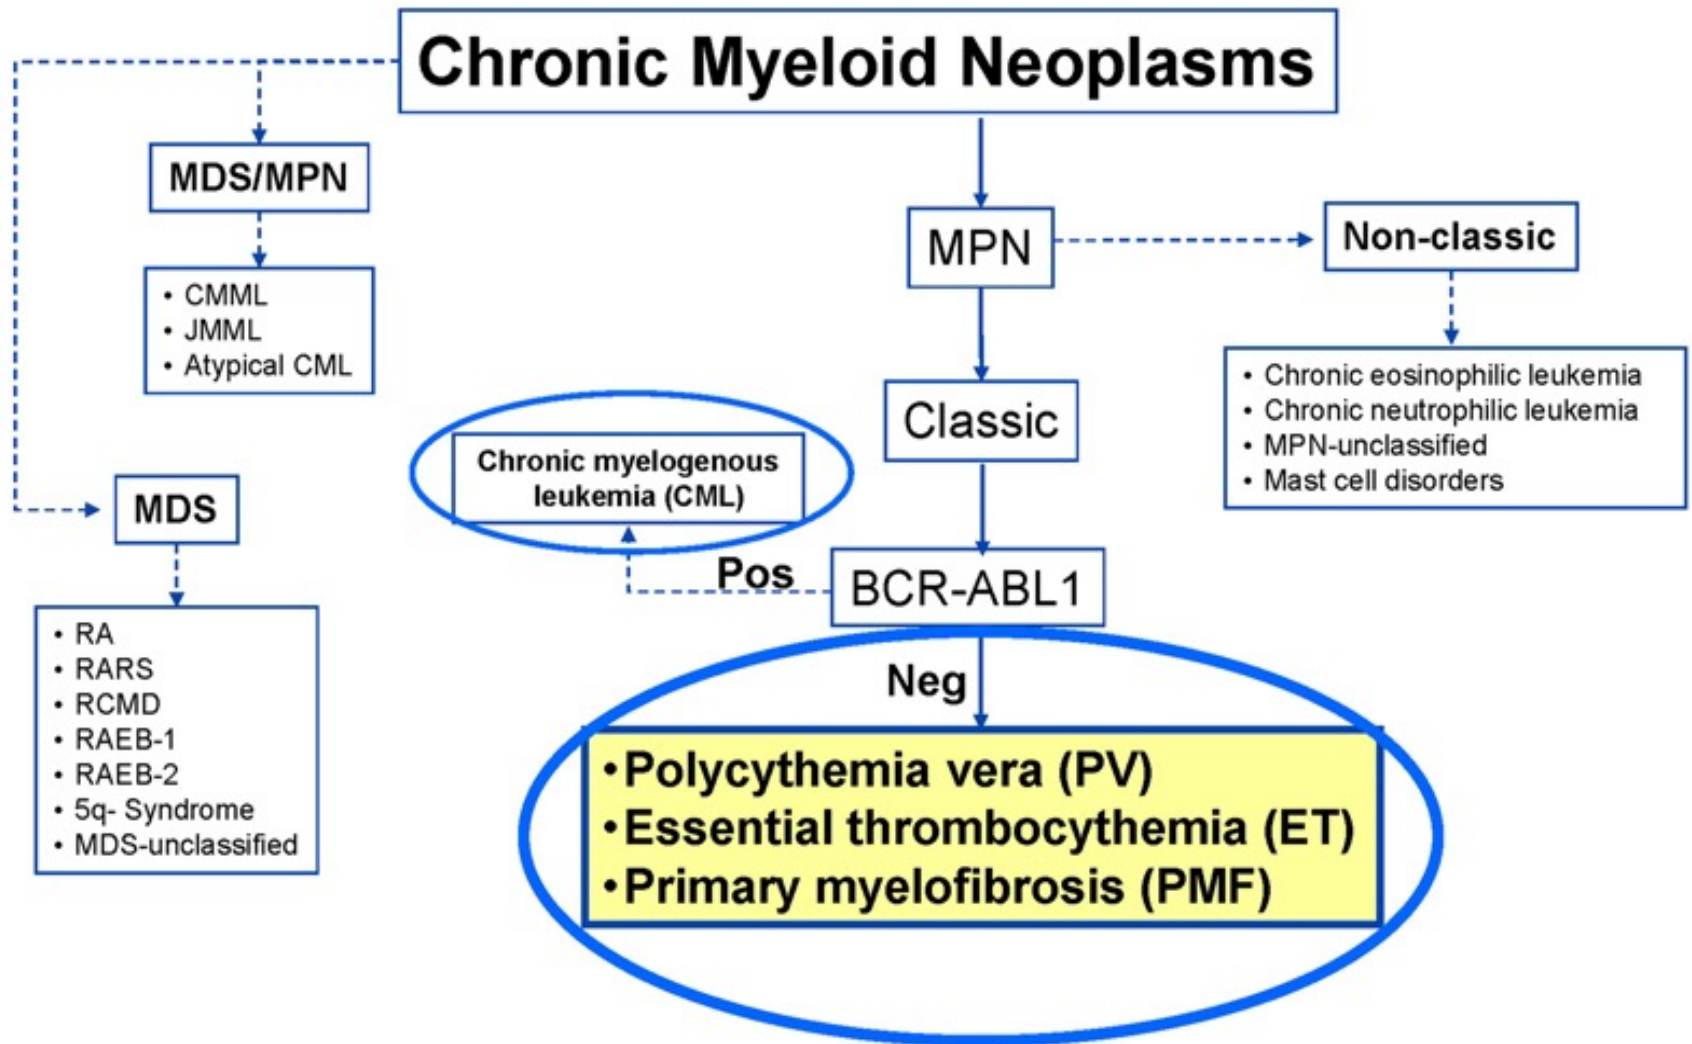 Chronic Myeloid Neoplasms
MDS/MPN
• CMML
• JMML
• Atypical CML
MDS
• RA
• RARS
• RCMD
• RAEB-1
• RAEB-2
• 5q- Syndrome
• MDS-unclassified
MPN
Non-classic
• Chronic eosinophilic leukemia
• Chronic neutrophilic leukemia
• MPN-unclassified
• Mast cell disorders
Classic
BCR-ABL1
Pos
Chronic myelogenous
leukemia (CML)
Neg
•Polycythemia vera (PV)
•Essential thrombocythemia (ET)
•Primary myelofibrosis (PMF)